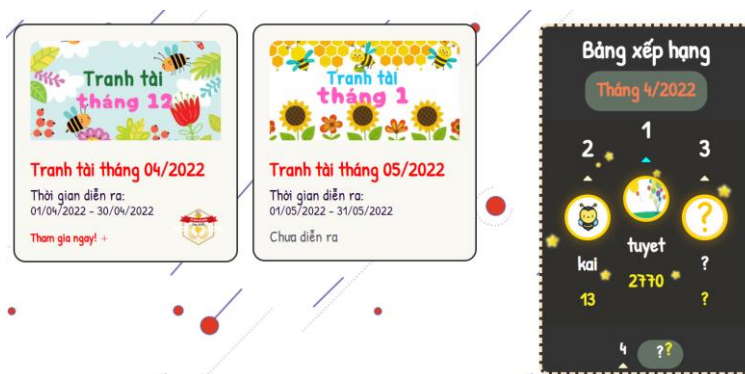 Tranh tài
tháng 12
Tranh tài tháng 04/2022
Thời gian diễn ra:
01/04/2022 - 30/04/2022
Tham gia ngay! +
Tranh tài
tháng 1
Tranh tài tháng 05/2022
Thời gian diễn ra:
01/05/2022 - 31/05/2022
Chưa diễn ra
Bảng xếp hạng
Tháng 4/2022
1
2
3
tuyet
2770
kai
13
?
?
?
4
??